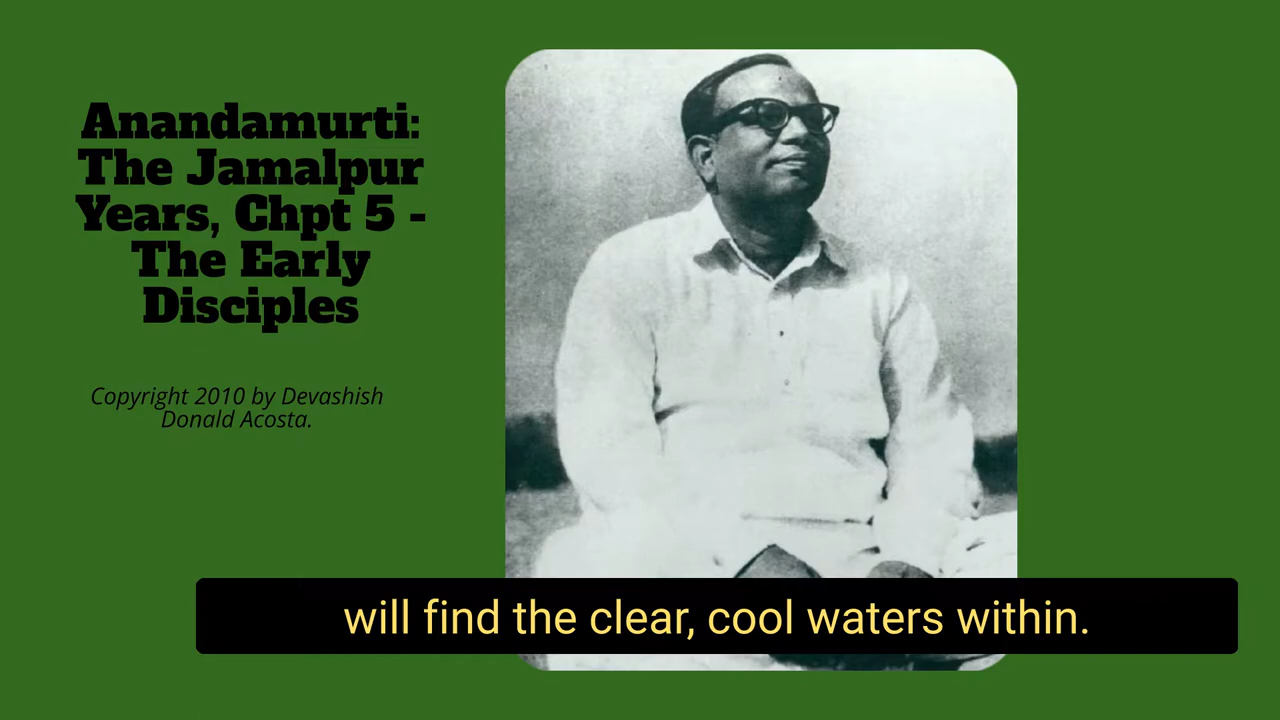 Anandamurti:
The Jamalpur
Years, Chpt 5 -
The Early
Disciples
Copyright 2010 by Devashish
Donald Acosta.
will find the clear, cool waters within.